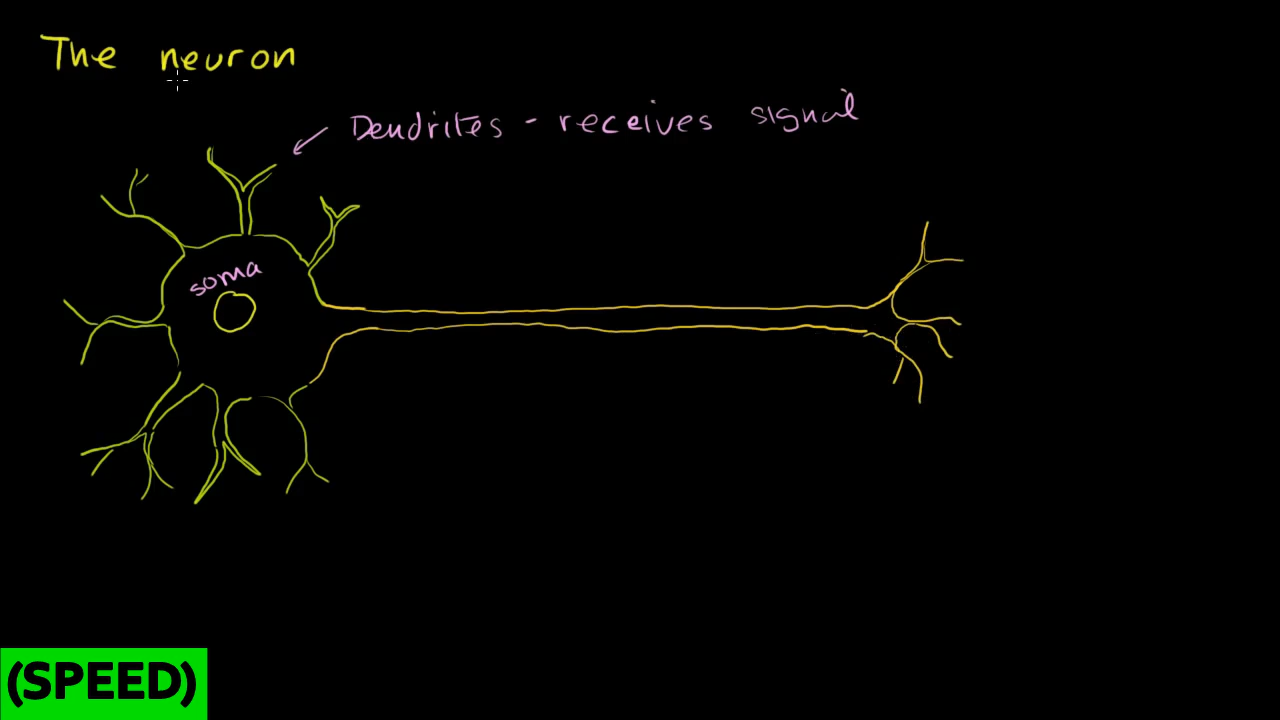 The neuron
Dendrites - receives signal
soma
(SPEED)